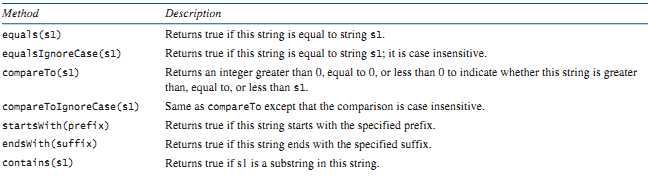 Method Description
equals(s1) Returns true if this string is equal to string s1.
equalsIgnoreCase(s1) Returns true if this string is equal to string s1; it is case insensitive.
compareTo(s1) Returns an integer greater than 0, equal to 0, or less than 0 to indicate whether this string is greater
than, equal to, or less than s1.
compareToIgnoreCase(s1) Same as compareTo except that the comparison is case insensitive.
startsWith(prefix) Returns true if this string starts with the specified prefix.
endsWith(suffix) Returns true if this string ends with the specified suffix.
contains(s1) Returns true if s1 is a substring in this string.